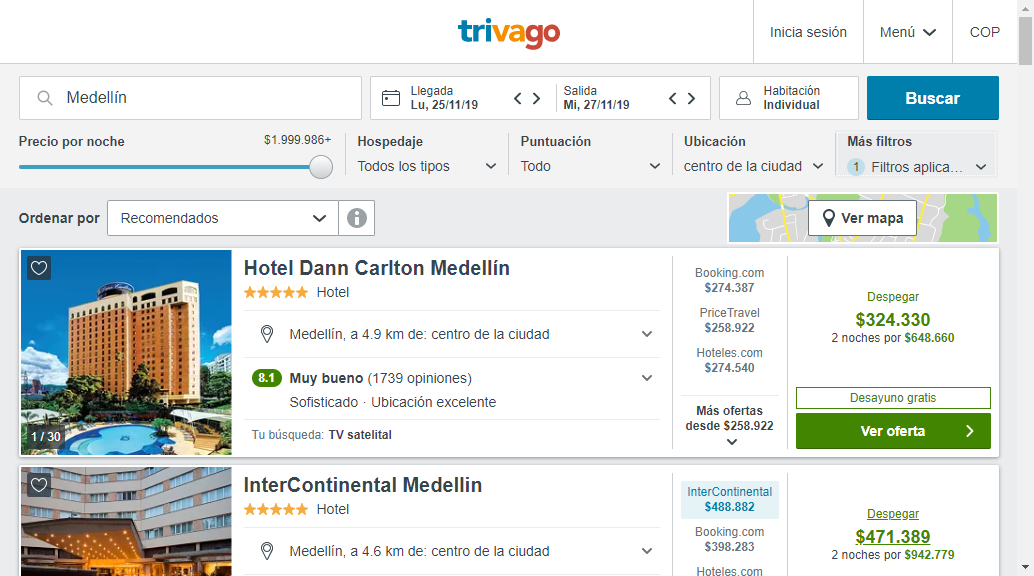 trivago
Inicia sesión
Menú
COP
Medellín
Llegada
Lu, 25/11/19
Salida
Mi, 27/11/19
Habitación
Individual
Buscar
Precio por noche
$1.999.986+
Hospedaje
Todos los tipos
Puntuación
Todo
Ubicación
centro de la ciudad
Más filtros
1 Filtros aplica...
Ordenar por
Recomendados
Ver mapa
Hotel Dann Carlton Medellín
Hotel
Medellín, a 4.9 km de: centro de la ciudad
8.1 Muy bueno (1739 opiniones)
Sofisticado · Ubicación excelente
Tu búsqueda: TV satelital
1 / 30
Booking.com
$274.387
PriceTravel
$258.922
Hoteles.com
$274.540
Más ofertas
desde $258.922
Despegar
$324.330
2 noches por $648.660
Desayuno gratis
Ver oferta
InterContinental Medellin
Hotel
Medellín, a 4.6 km de: centro de la ciudad
InterContinental
$488.882
Booking.com
$398.283
Hoteles.com
Despegar
$471.389
2 noches por $942.779